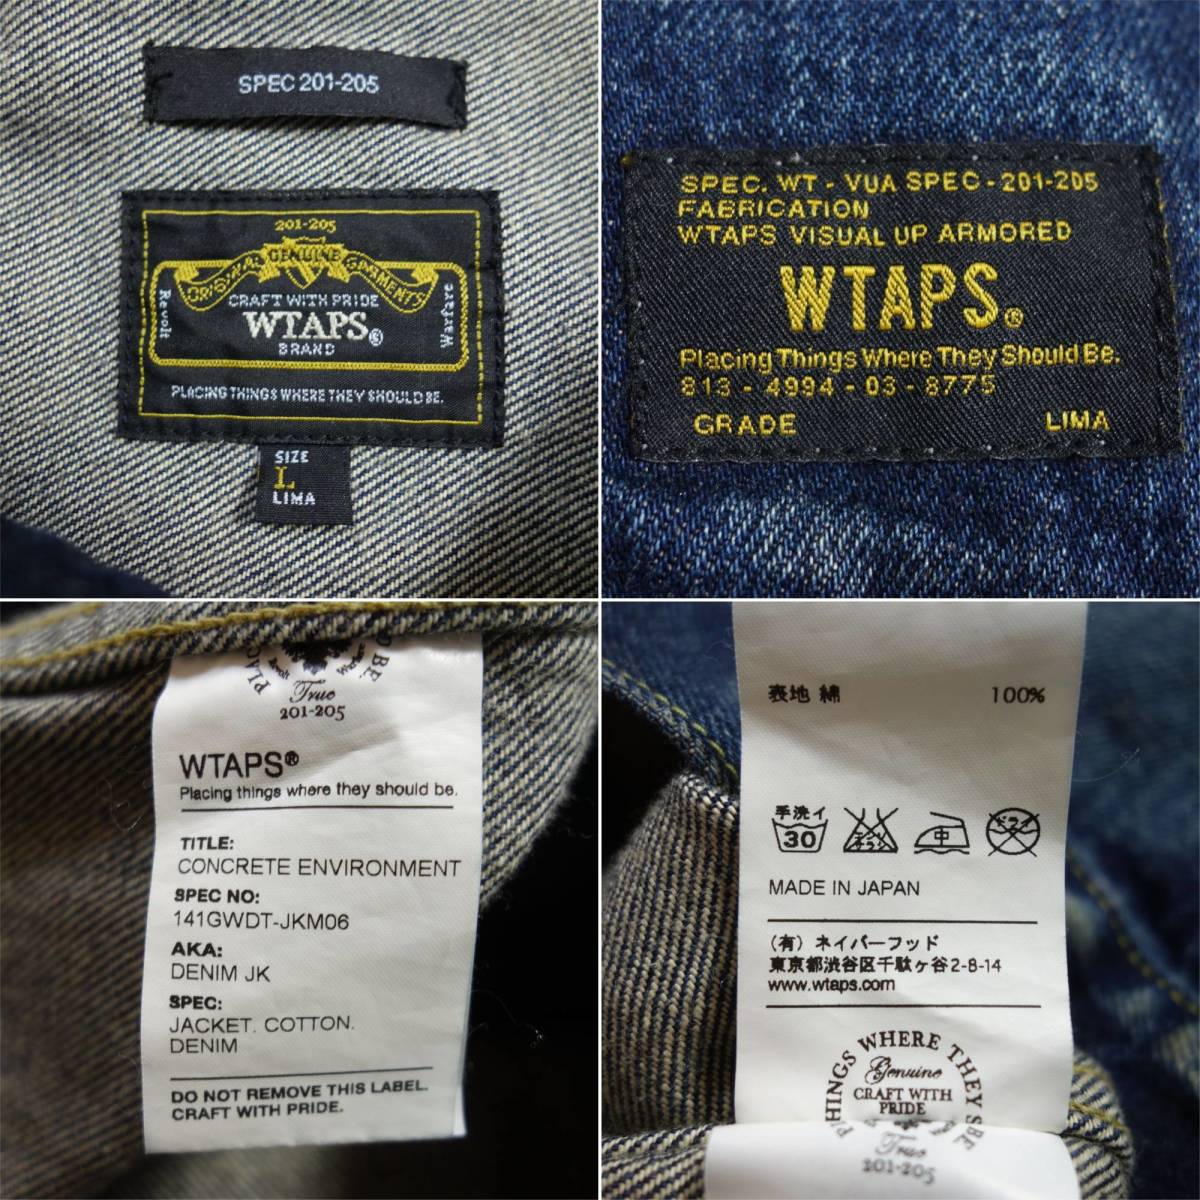 SPEC 201-205
201-205
ORIGINAL GENUINE GARMENTS
CRAFT WITH PRIDE
Revolt
WTAPS®
Warfare
BRAND
PLACING THINGS WHERE THEY SHOULD BE.
SIZE
L
LIMA
SPEC. WT - VUA SPEC - 201-205
FABRICATION
WTAPS VISUAL UP ARMORED
WTAPS®
Placing Things Where They Should Be.
813 - 4994 - 03 - 8775
GRADE LIMA
Revolt Warfare
True
201-205
WTAPS®
Placing things where they should be.
TITLE:
CONCRETE ENVIRONMENT
SPEC NO:
141GWDT-JKM06
AKA:
DENIM JK
SPEC:
JACKET. COTTON.
DENIM
DO NOT REMOVE THIS LABEL.
CRAFT WITH PRIDE.
表地 綿 100%
手洗イ
30
中
ドライ
MADE IN JAPAN
(有) ネイバーフッド
東京都渋谷区千駄ヶ谷2-8-14
www.wtaps.com
THINGS WHERE THEY
Genuine
CRAFT WITH
PRIDE
True
201-205